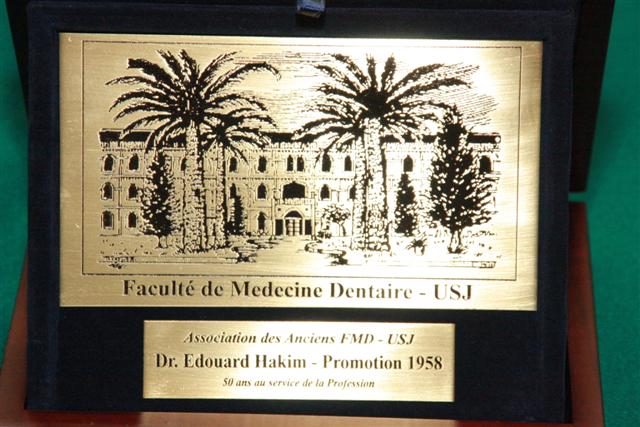 Faculté de Medecine Dentaire - USJ
Association des Anciens FMD - USJ
Dr. Edouard Hakim - Promotion 1958
50 ans au service de la Profession